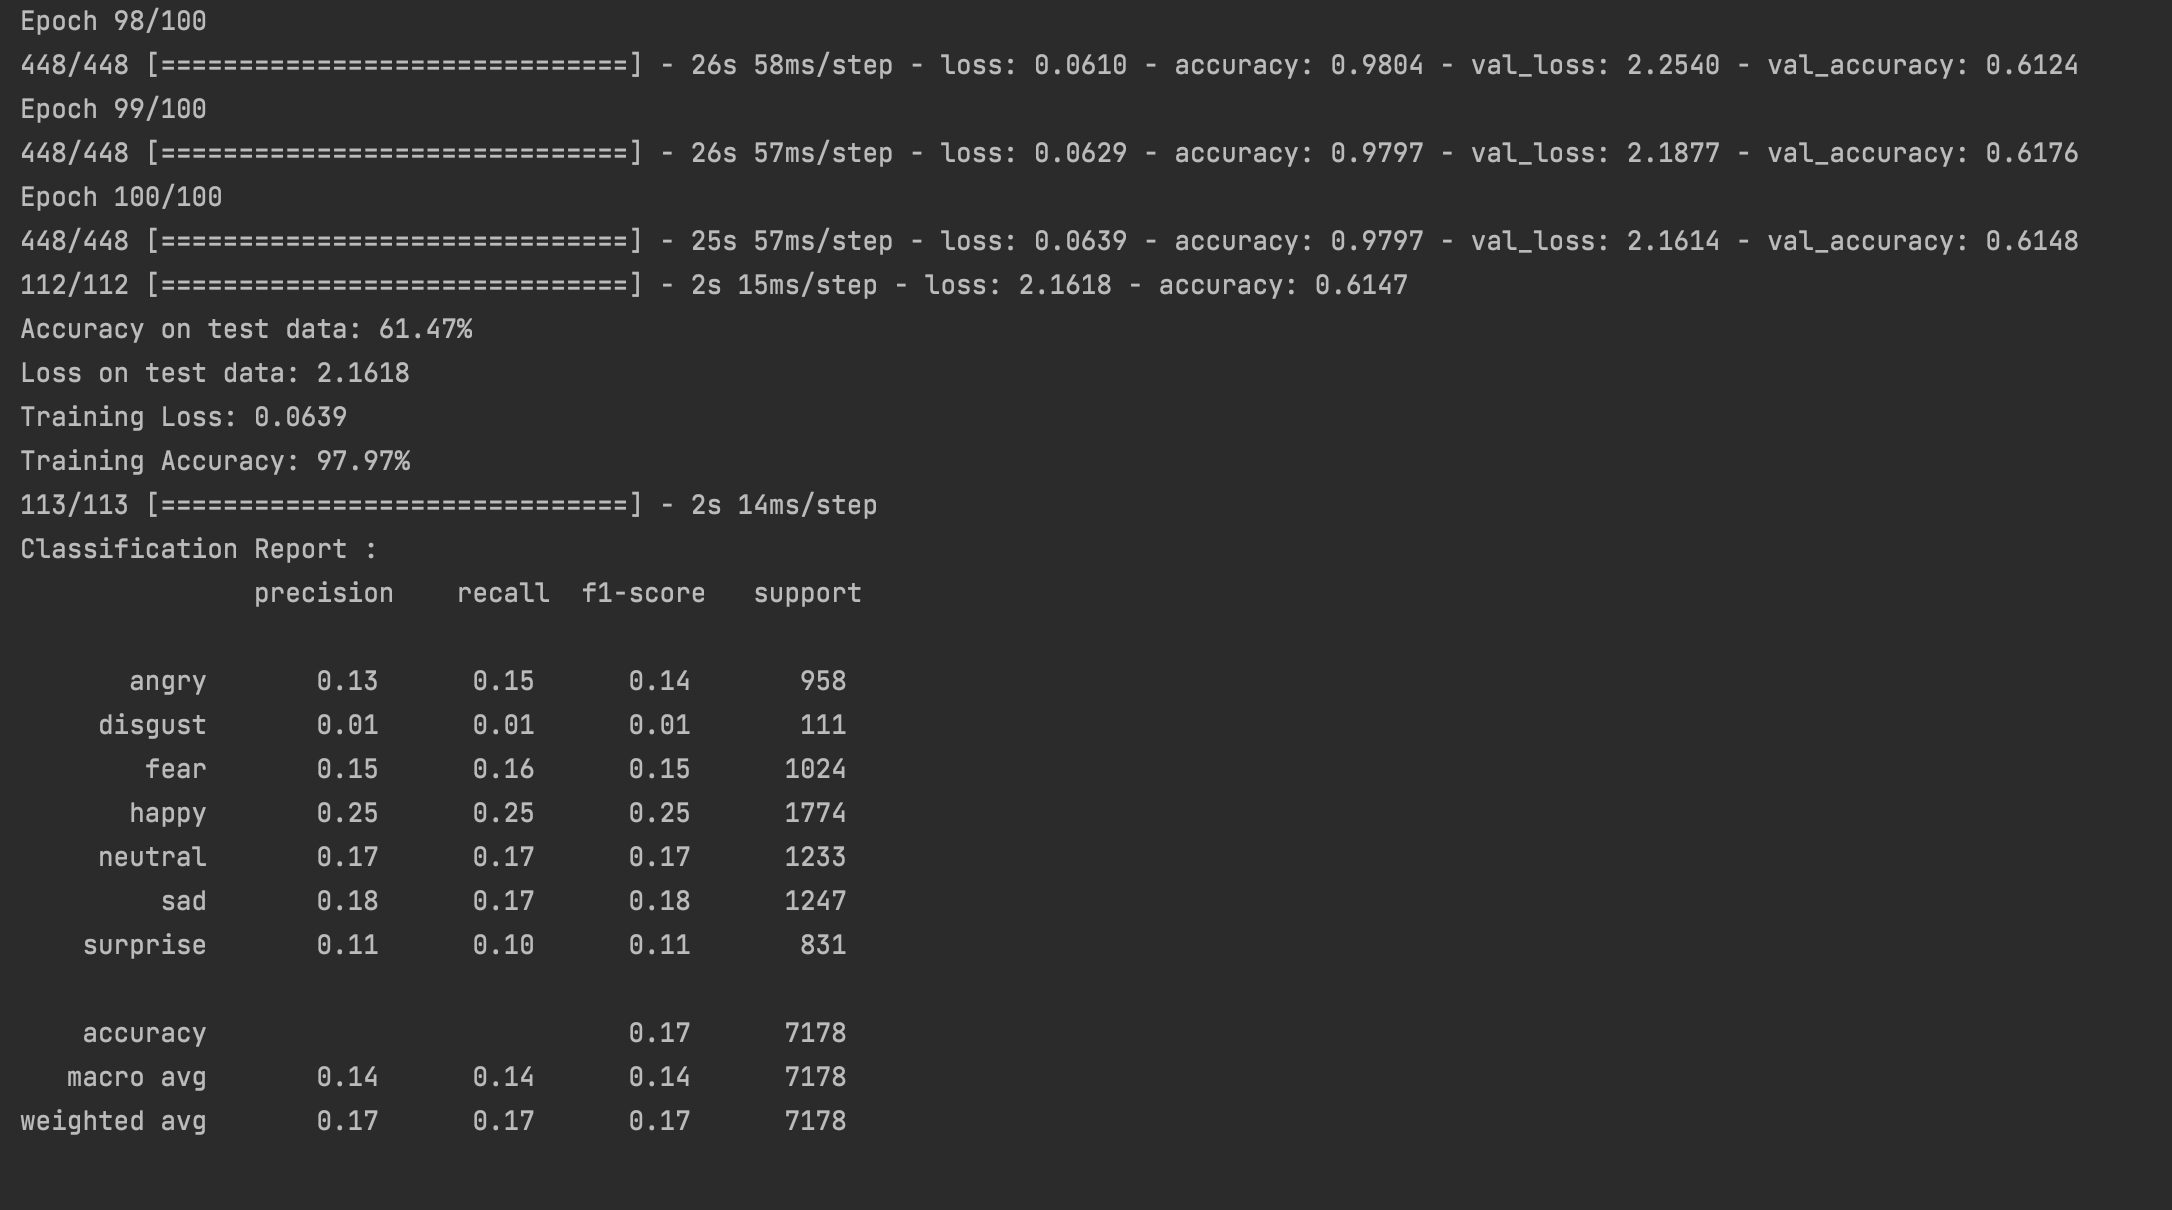 Epoch 98/100
448/448 [==============================] - 26s 58ms/step - loss: 0.0610 - accuracy: 0.9804 - val_loss: 2.2540 - val_accuracy: 0.6124
Epoch 99/100
448/448 [==============================] - 26s 57ms/step - loss: 0.0629 - accuracy: 0.9797 - val_loss: 2.1877 - val_accuracy: 0.6176
Epoch 100/100
448/448 [==============================] - 25s 57ms/step - loss: 0.0639 - accuracy: 0.9797 - val_loss: 2.1614 - val_accuracy: 0.6148
112/112 [==============================] - 2s 15ms/step - loss: 2.1618 - accuracy: 0.6147
Accuracy on test data: 61.47%
Loss on test data: 2.1618
Training Loss: 0.0639
Training Accuracy: 97.97%
113/113 [==============================] - 2s 14ms/step
Classification Report :
precision recall f1-score support
angry 0.13 0.15 0.14 958
disgust 0.01 0.01 0.01 111
fear 0.15 0.16 0.15 1024
happy 0.25 0.25 0.25 1774
neutral 0.17 0.17 0.17 1233
sad 0.18 0.17 0.18 1247
surprise 0.11 0.10 0.11 831
accuracy 0.17 7178
macro avg 0.14 0.14 0.14 7178
weighted avg 0.17 0.17 0.17 7178